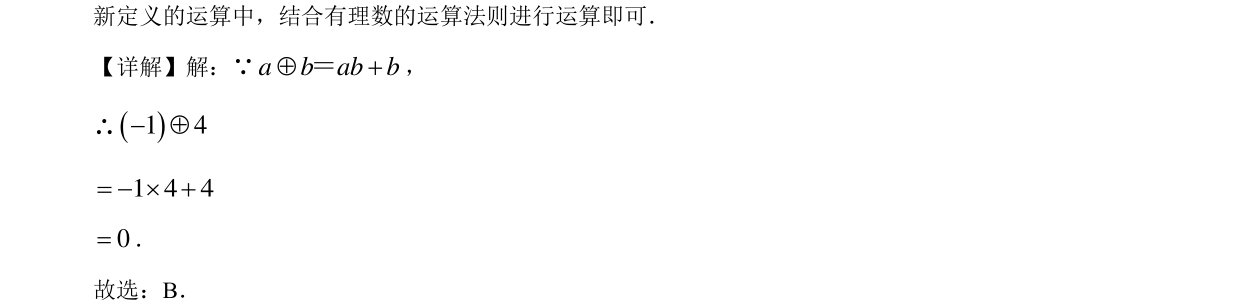 新定义的运算中，结合有理数的运算法则进行运算即可．
【详解】解：∵a⊕b=ab+b，
∴(−1)⊕4
=−1×4+4
=0．
故选：B．